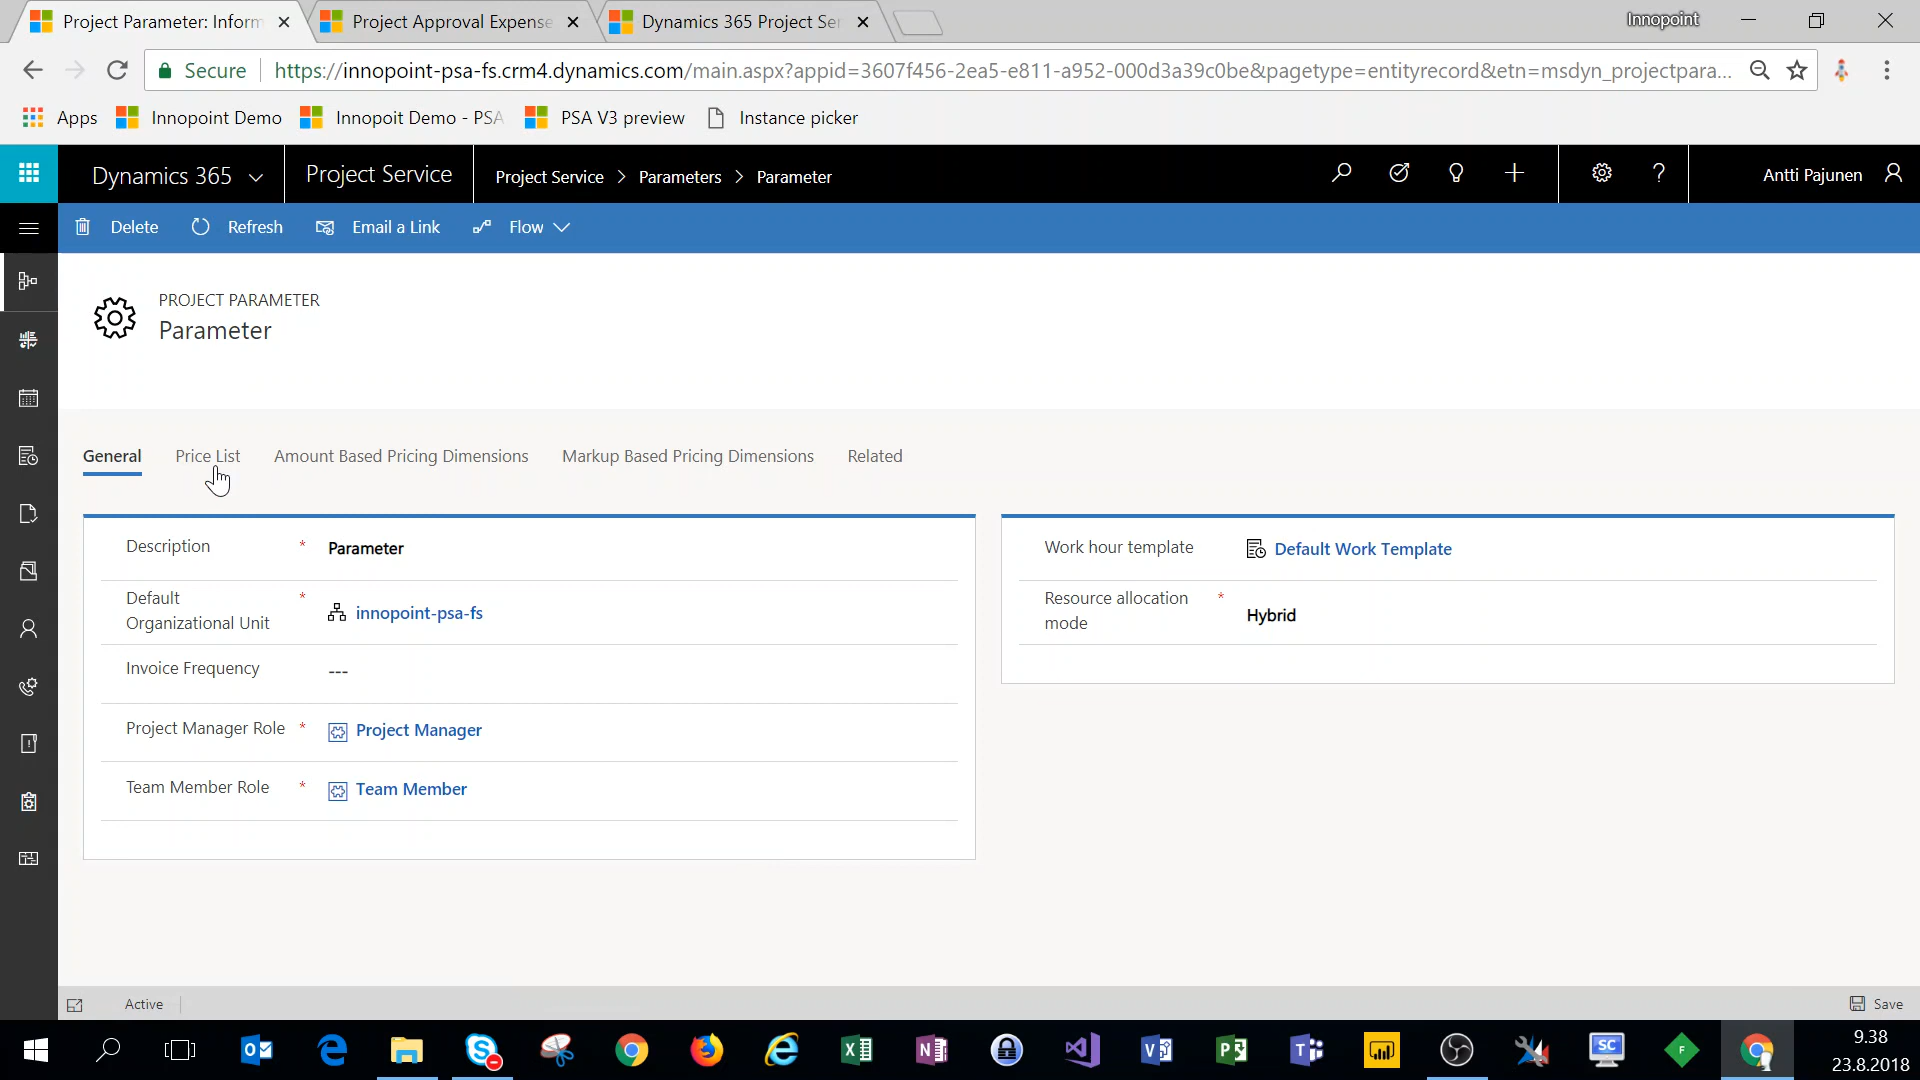 Project Parameter: Inform
Project Approval Expense
Dynamics 365 Project Ser
Innopoint
Secure
https://innopoint-psa-fs.crm4.dynamics.com/main.aspx?appid=3607f456-2ea5-e811-a952-000d3a39c0be&pagetype=entityrecord&etn=msdyn_projectpara...
Apps
Innopoint Demo
Innopoit Demo - PSA
PSA V3 preview
Instance picker
Dynamics 365
Project Service
Project Service > Parameters > Parameter
Antti Pajunen
Delete
Refresh
Email a Link
Flow
PROJECT PARAMETER
Parameter
General
Price List
Amount Based Pricing Dimensions
Markup Based Pricing Dimensions
Related
Description * Parameter
Default
Organizational Unit * innopoint-psa-fs
Invoice Frequency ---
Project Manager Role * Project Manager
Team Member Role * Team Member
Work hour template Default Work Template
Resource allocation
mode * Hybrid
Active
Save
9.38
23.8.2018